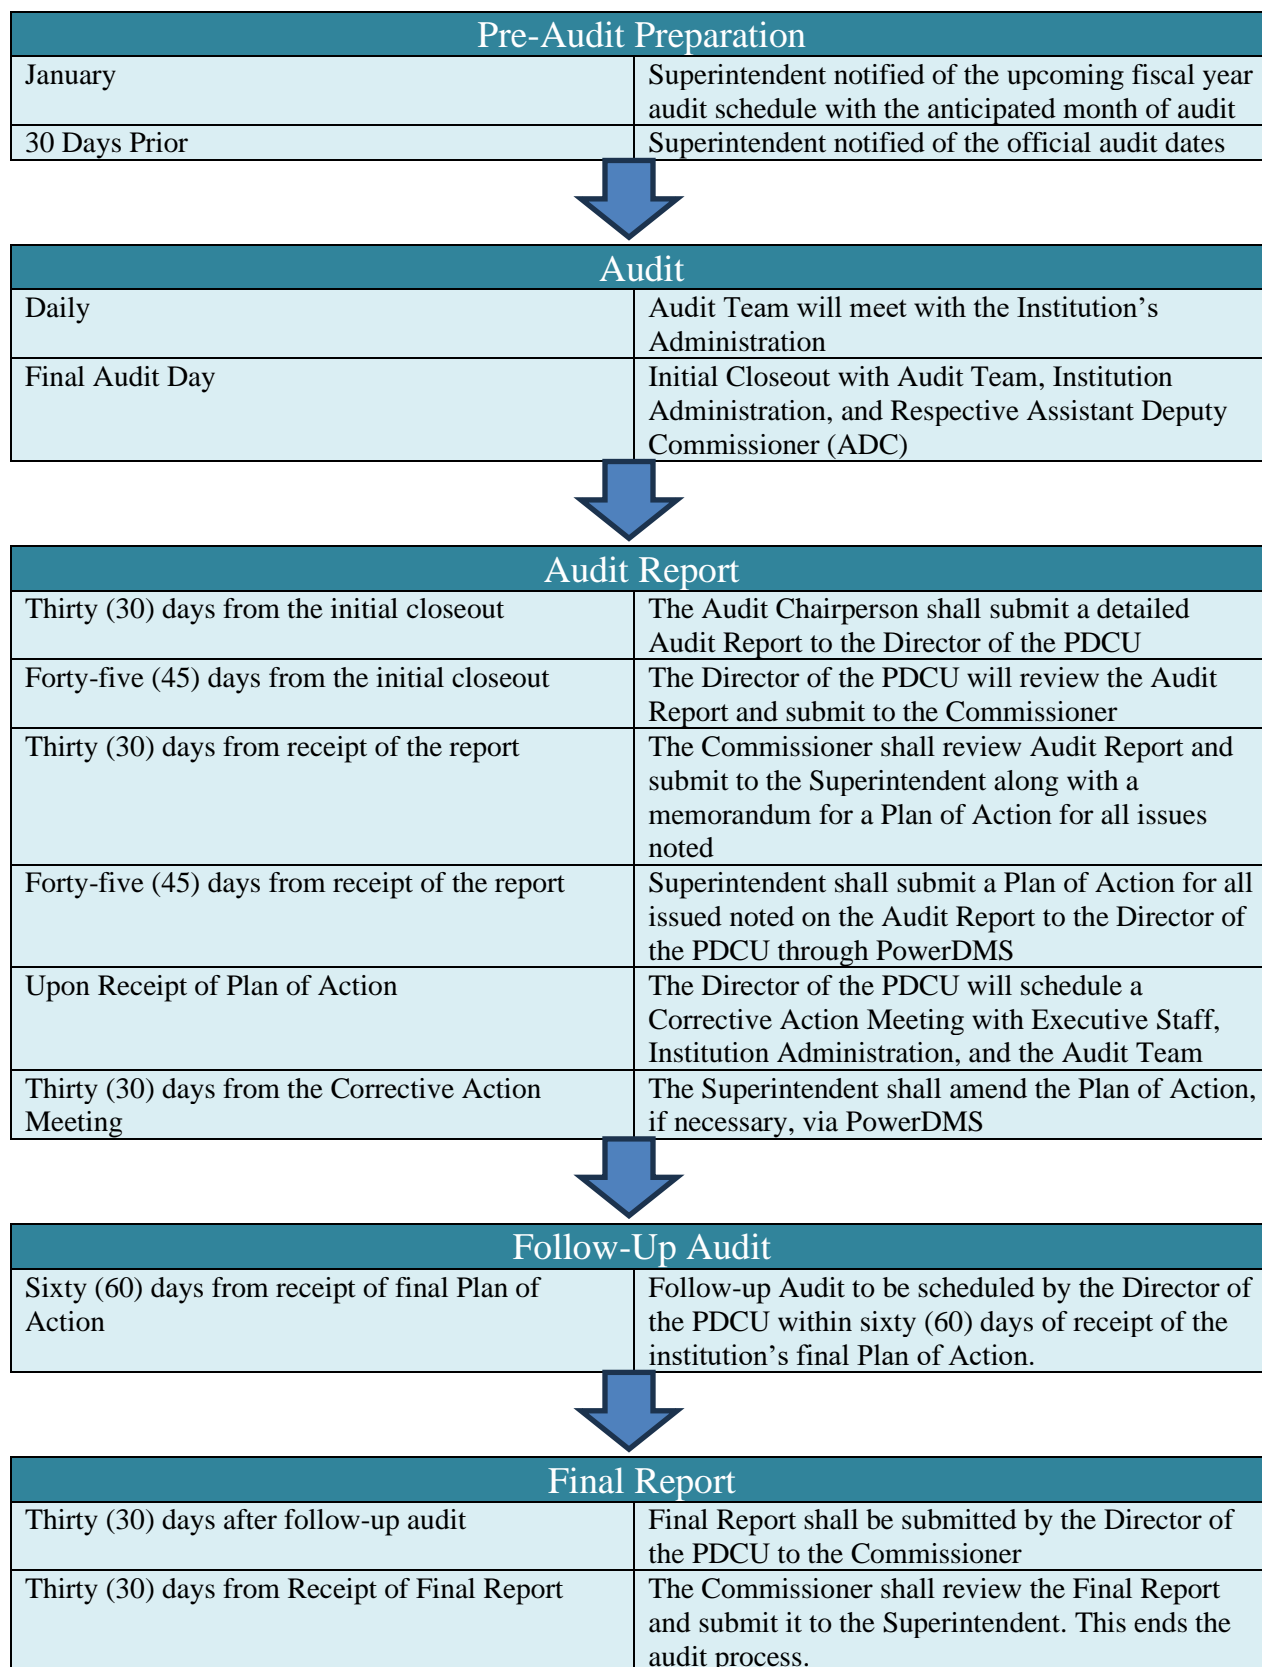 Pre-Audit Preparation
January
Superintendent notified of the upcoming fiscal year
audit schedule with the anticipated month of audit
30 Days Prior
Superintendent notified of the official audit dates
Audit
Daily
Audit Team will meet with the Institution’s
Administration
Final Audit Day
Initial Closeout with Audit Team, Institution
Administration, and Respective Assistant Deputy
Commissioner (ADC)
Audit Report
Thirty (30) days from the initial closeout
The Audit Chairperson shall submit a detailed
Audit Report to the Director of the PDCU
Forty-five (45) days from the initial closeout
The Director of the PDCU will review the Audit
Report and submit to the Commissioner
Thirty (30) days from receipt of the report
The Commissioner shall review Audit Report and
submit to the Superintendent along with a
memorandum for a Plan of Action for all issues
noted
Forty-five (45) days from receipt of the report
Superintendent shall submit a Plan of Action for all
issued noted on the Audit Report to the Director of
the PDCU through PowerDMS
Upon Receipt of Plan of Action
The Director of the PDCU will schedule a
Corrective Action Meeting with Executive Staff,
Institution Administration, and the Audit Team
Thirty (30) days from the Corrective Action
Meeting
The Superintendent shall amend the Plan of Action,
if necessary, via PowerDMS
Follow-Up Audit
Sixty (60) days from receipt of final Plan of
Action
Follow-up Audit to be scheduled by the Director of
the PDCU within sixty (60) days of receipt of the
institution’s final Plan of Action.
Final Report
Thirty (30) days after follow-up audit
Final Report shall be submitted by the Director of
the PDCU to the Commissioner
Thirty (30) days from Receipt of Final Report
The Commissioner shall review the Final Report
and submit it to the Superintendent. This ends the
audit process.